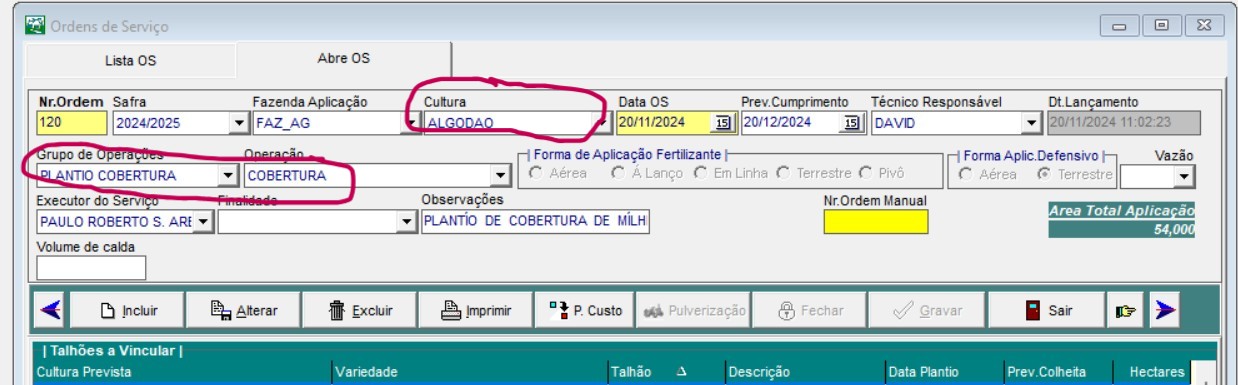 Ordens de Serviço
Lista OS Abre OS
Nr.Ordem Safra Fazenda Aplicação Cultura Data OS Prev.Cumprimento Técnico Responsável Dt.Lançamento
120 2024/2025 FAZ_AG ALGODAO 20/11/2024 15 20/12/2024 15 DAVID 20/11/2024 11:02:23
Grupo de Operações Operação | Forma de Aplicação Fertilizante | | Forma Aplic.Defensivo | Vazão
PLANTIO COBERTURA COBERTURA Aérea Á Lanço Em Linha Terrestre Pivô Aérea Terrestre
Executor do Serviço Finalidade Observações Nr.Ordem Manual Area Total Aplicação
PAULO ROBERTO S. ARE PLANTÍO DE COBERTURA DE MÍLH 54,000
Volume de calda
Incluir Alterar Excluir Imprimir P. Custo Pulverização Fechar Gravar Sair
| Talhões a Vincular |
Cultura Prevista Variedade Talhão Descrição Data Plantio Prev.Colheita Hectares